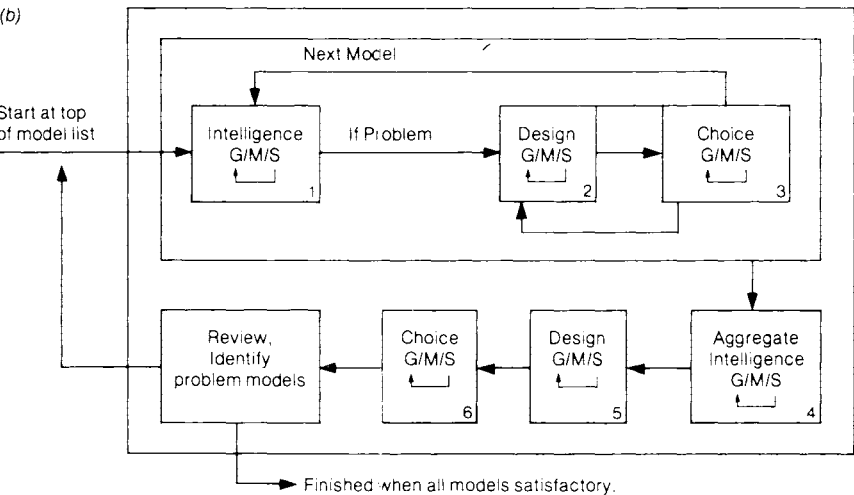 (b)
Next Model
Start at top
of model list
Intelligence
G/M/S
1
If Problem
Design
G/M/S
2
Choice
G/M/S
3
Review,
Identify
problem models
Choice
G/M/S
6
Design
G/M/S
5
Aggregate
Intelligence
G/M/S
4
Finished when all models satisfactory.